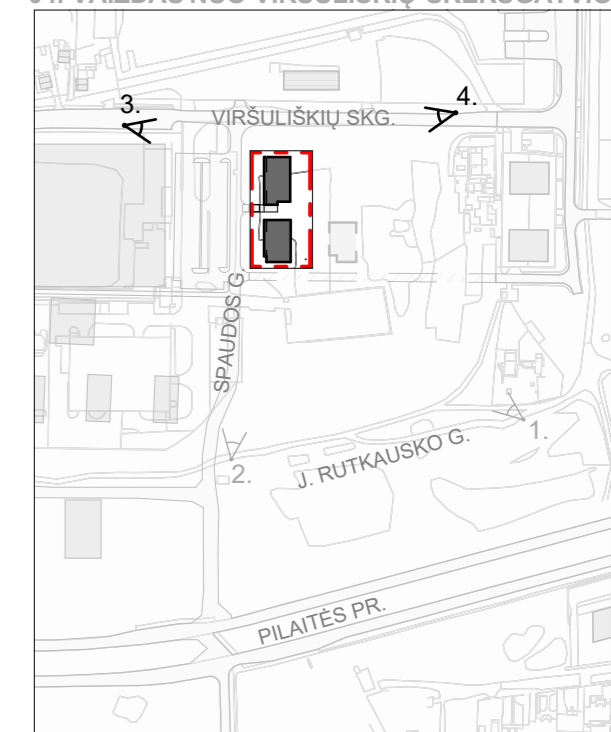 3.
4.
VIRŠULIŠKIŲ SKG.
SPAUDOS G
1.
J. RUTKAUSKO G.
2.
PILAITĖS PR.